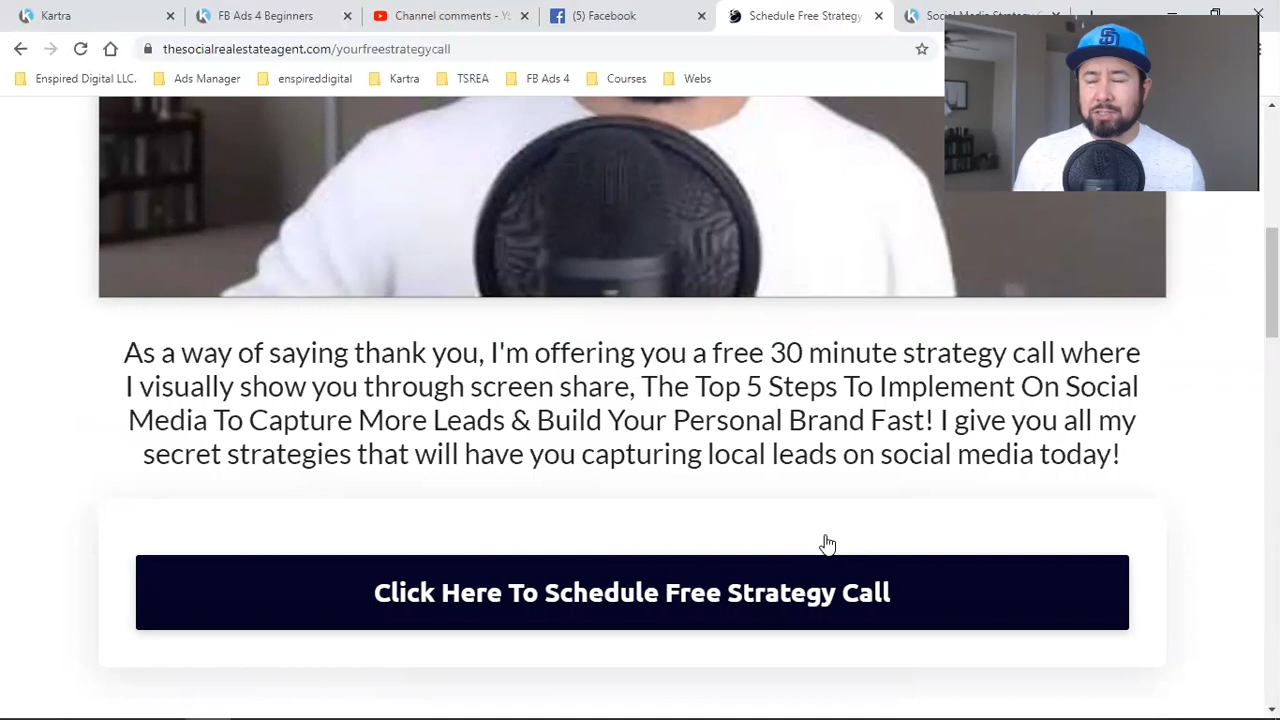 Kartra
FB Ads 4 Beginners
Channel comments - Y
(5) Facebook
Schedule Free Strategy
Social Media Strategy
thesocialrealestateagent.com/yourfreestrategycall
Enspired Digital LLC.
Ads Manager
enspireddigital
Kartra
TSREA
FB Ads 4
Courses
Webs
As a way of saying thank you, I'm offering you a free 30 minute strategy call where
I visually show you through screen share, The Top 5 Steps To Implement On Social
Media To Capture More Leads & Build Your Personal Brand Fast! I give you all my
secret strategies that will have you capturing local leads on social media today!
Click Here To Schedule Free Strategy Call